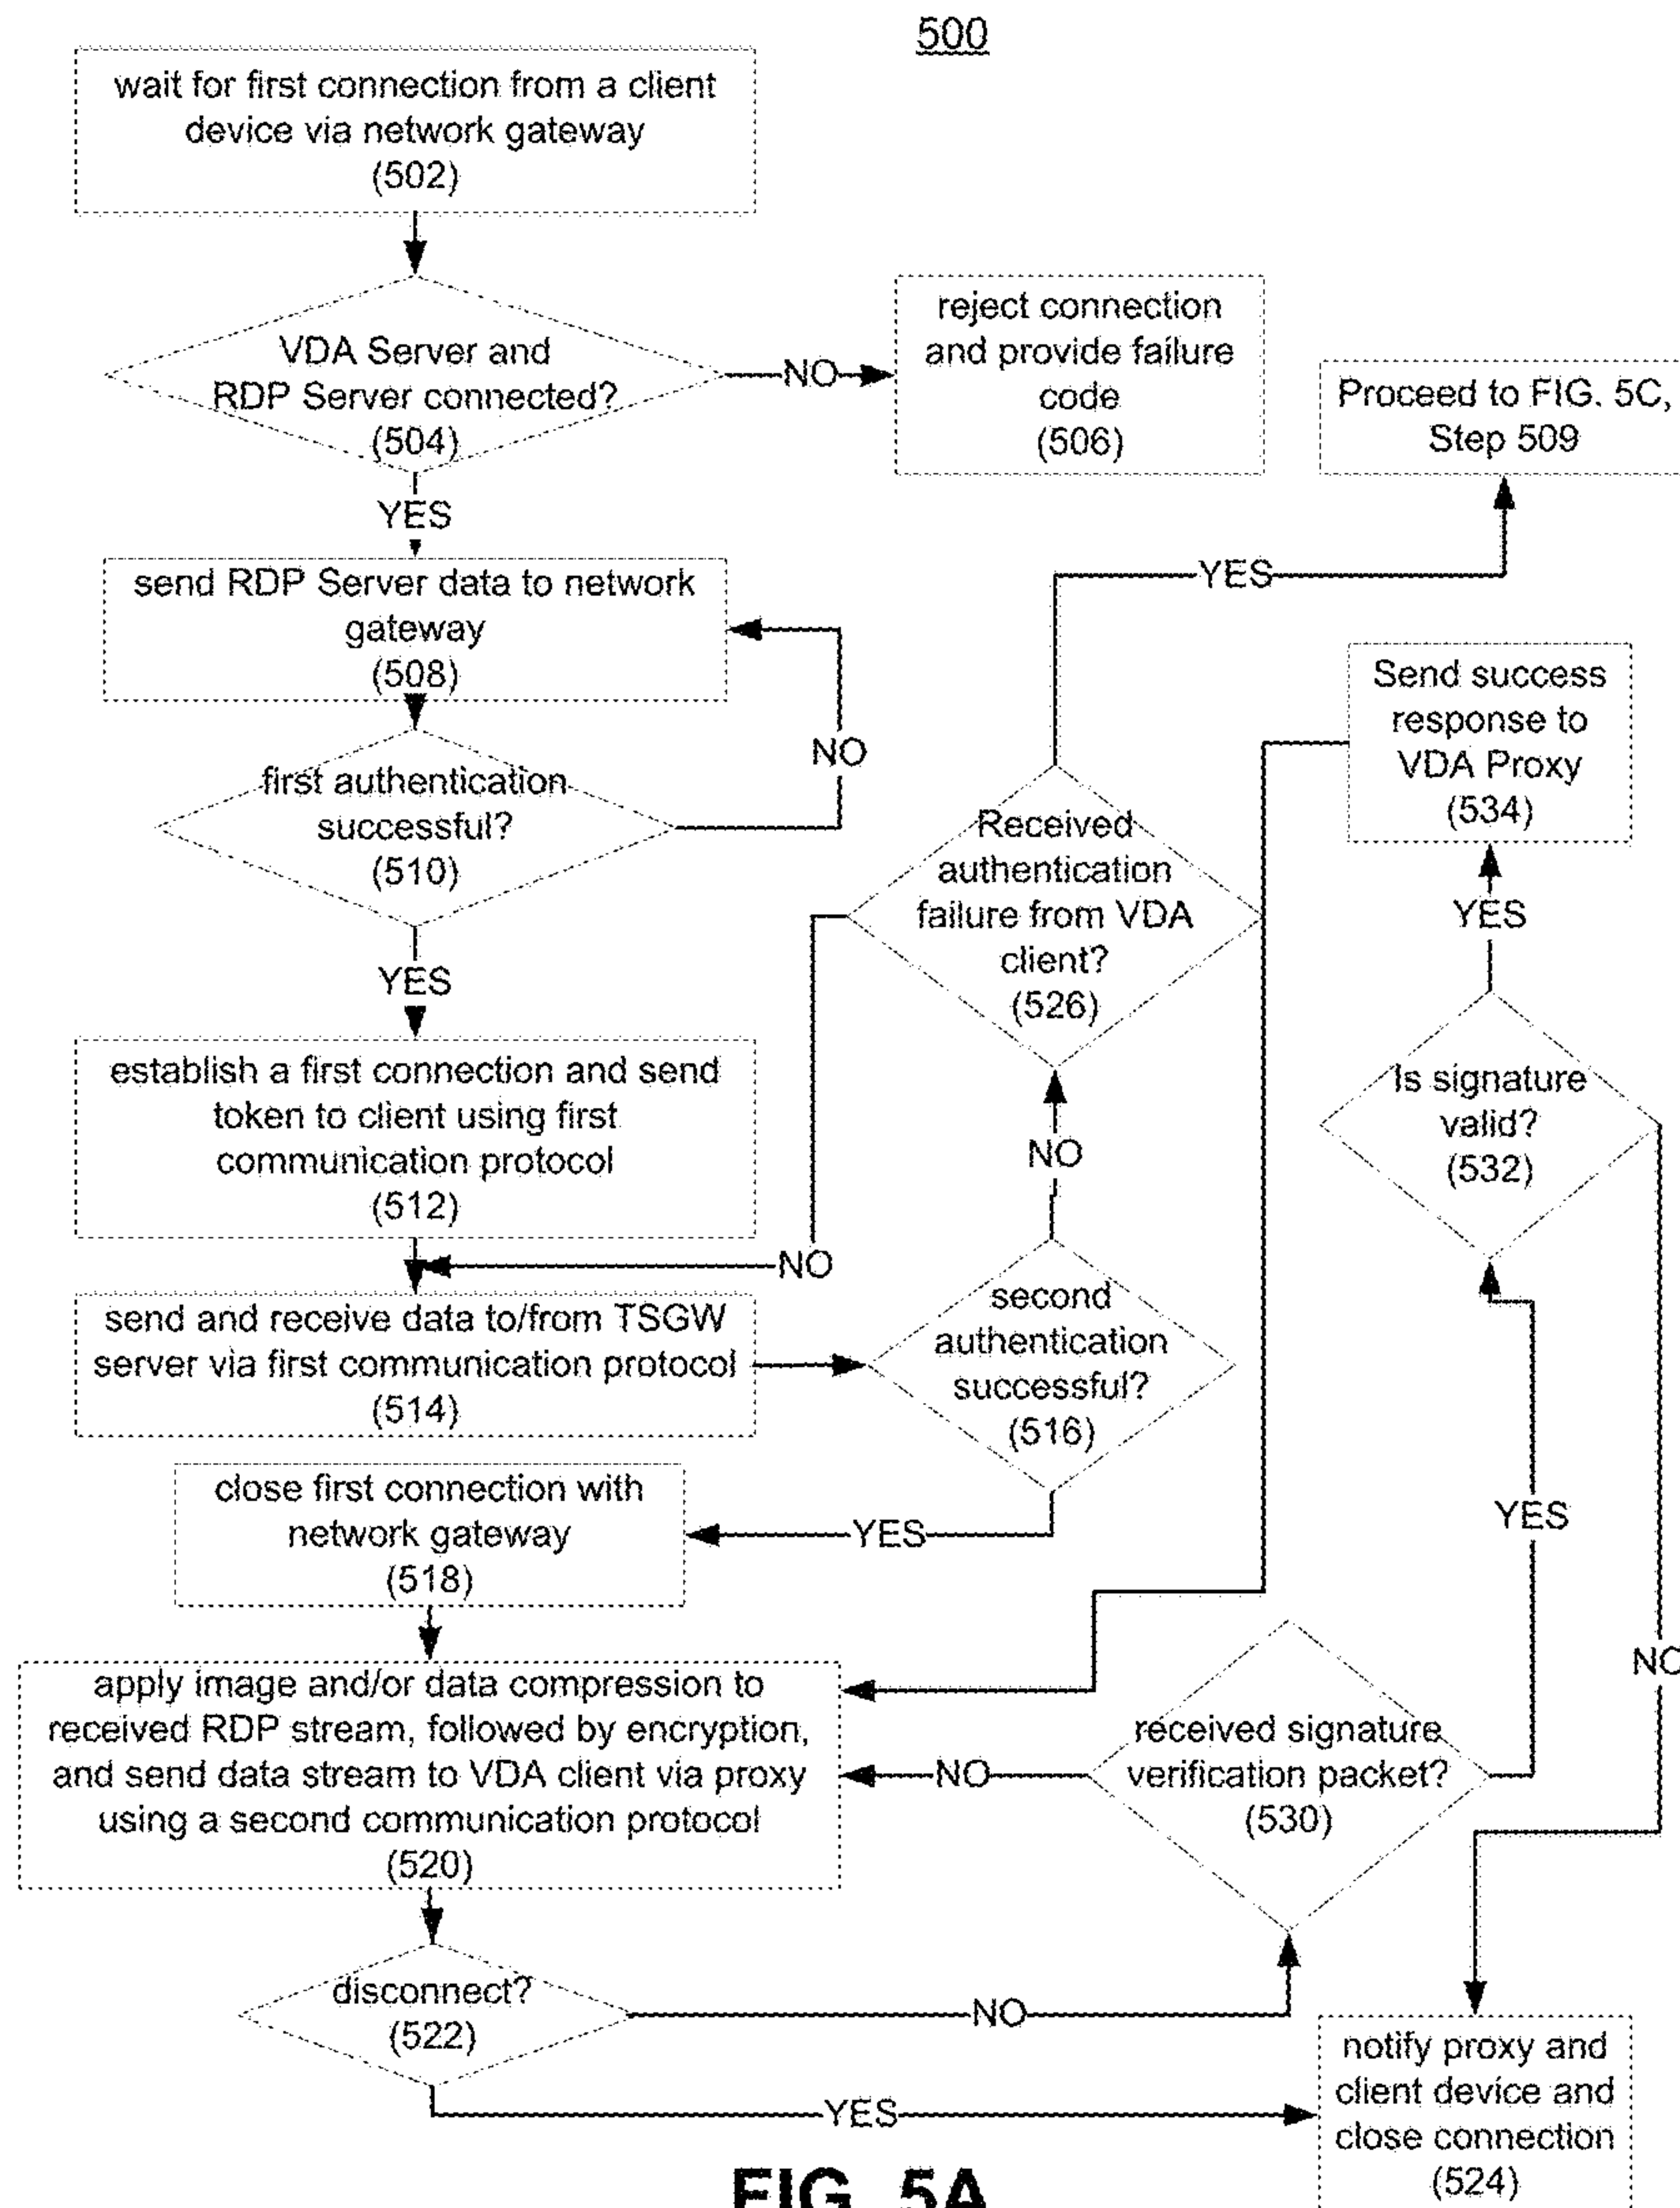 500
wait for first connection from a client
device via network gateway
(502)
VDA Server and
RDP Server connected?
(504)
NO
reject connection
and provide failure
code
(506)
Proceed to FIG. 5C,
Step 509
YES
YES
send RDP Server data to network
gateway
(508)
NO
first authentication
successful?
(510)
YES
Received
authentication
failure from VDA
client?
(526)
Send success
response to
VDA Proxy
(534)
YES
establish a first connection and send
token to client using first
communication protocol
(512)
NO
Is signature
valid?
(532)
NO
send and receive data to/from TSGW
server via first communication protocol
(514)
second
authentication
successful?
(516)
close first connection with
network gateway
(518)
YES
YES
NO
apply image and/or data compression to
received RDP stream, followed by encryption,
and send data stream to VDA client via proxy
using a second communication protocol
(520)
NO
received signature
verification packet?
(530)
disconnect?
(522)
NO
YES
notify proxy and
client device and
close connection
(524)
FIG. 5A